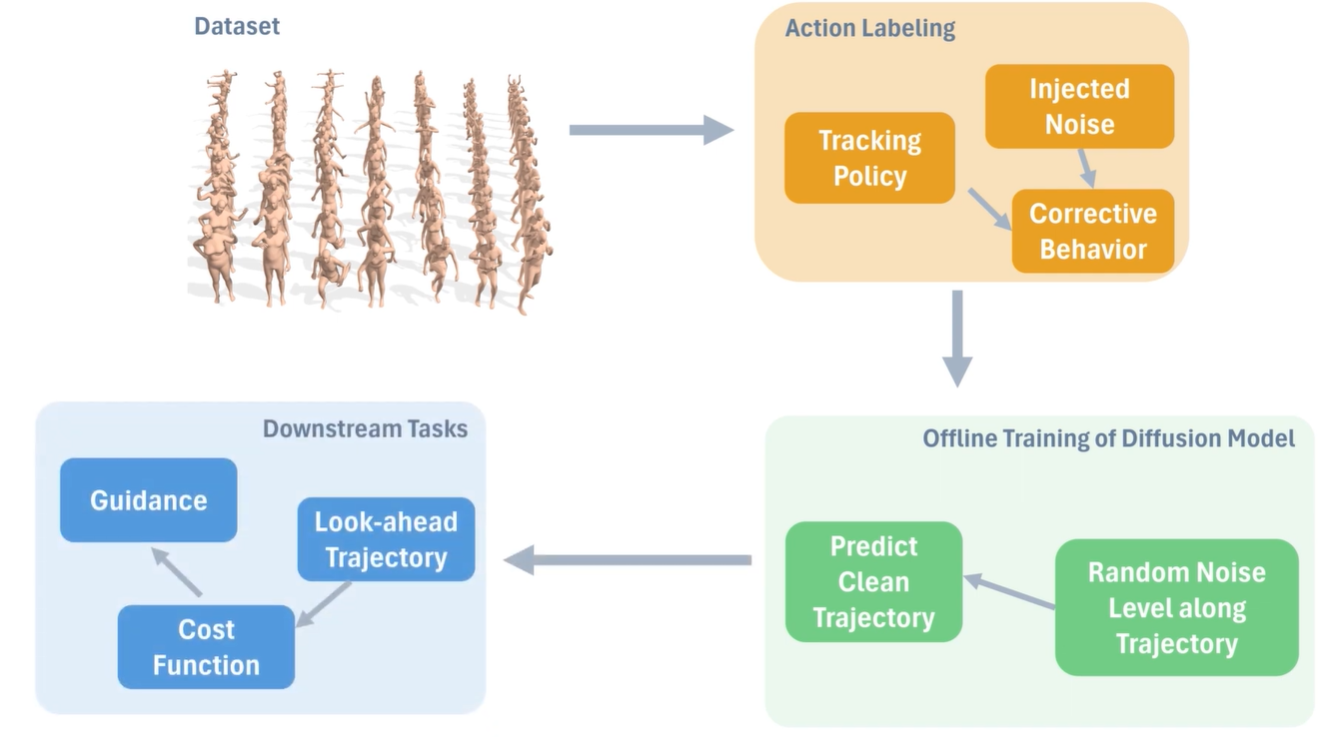 Dataset
Action Labeling
Injected
Noise
Tracking
Policy
Corrective
Behavior
Offline Training of Diffusion Model
Predict
Clean
Trajectory
Random Noise
Level along
Trajectory
Downstream Tasks
Guidance
Look-ahead
Trajectory
Cost
Function